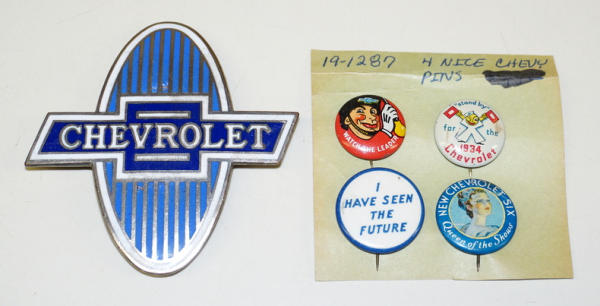 CHEVROLET
19-1287 4 NICE CHEVY
PINS
WATCH THE LEADER
"stand by"
for the
1934
Chevrolet
I
HAVE SEEN
THE
FUTURE
NEW CHEVROLET SIX
Queen of the Shows